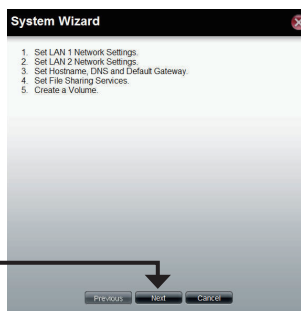 System Wizard
1. Set LAN 1 Network Settings.
2. Set LAN 2 Network Settings.
3. Set Hostname, DNS and Default Gateway.
4. Set File Sharing Services.
5. Create a Volume.
Previous Next Cancel